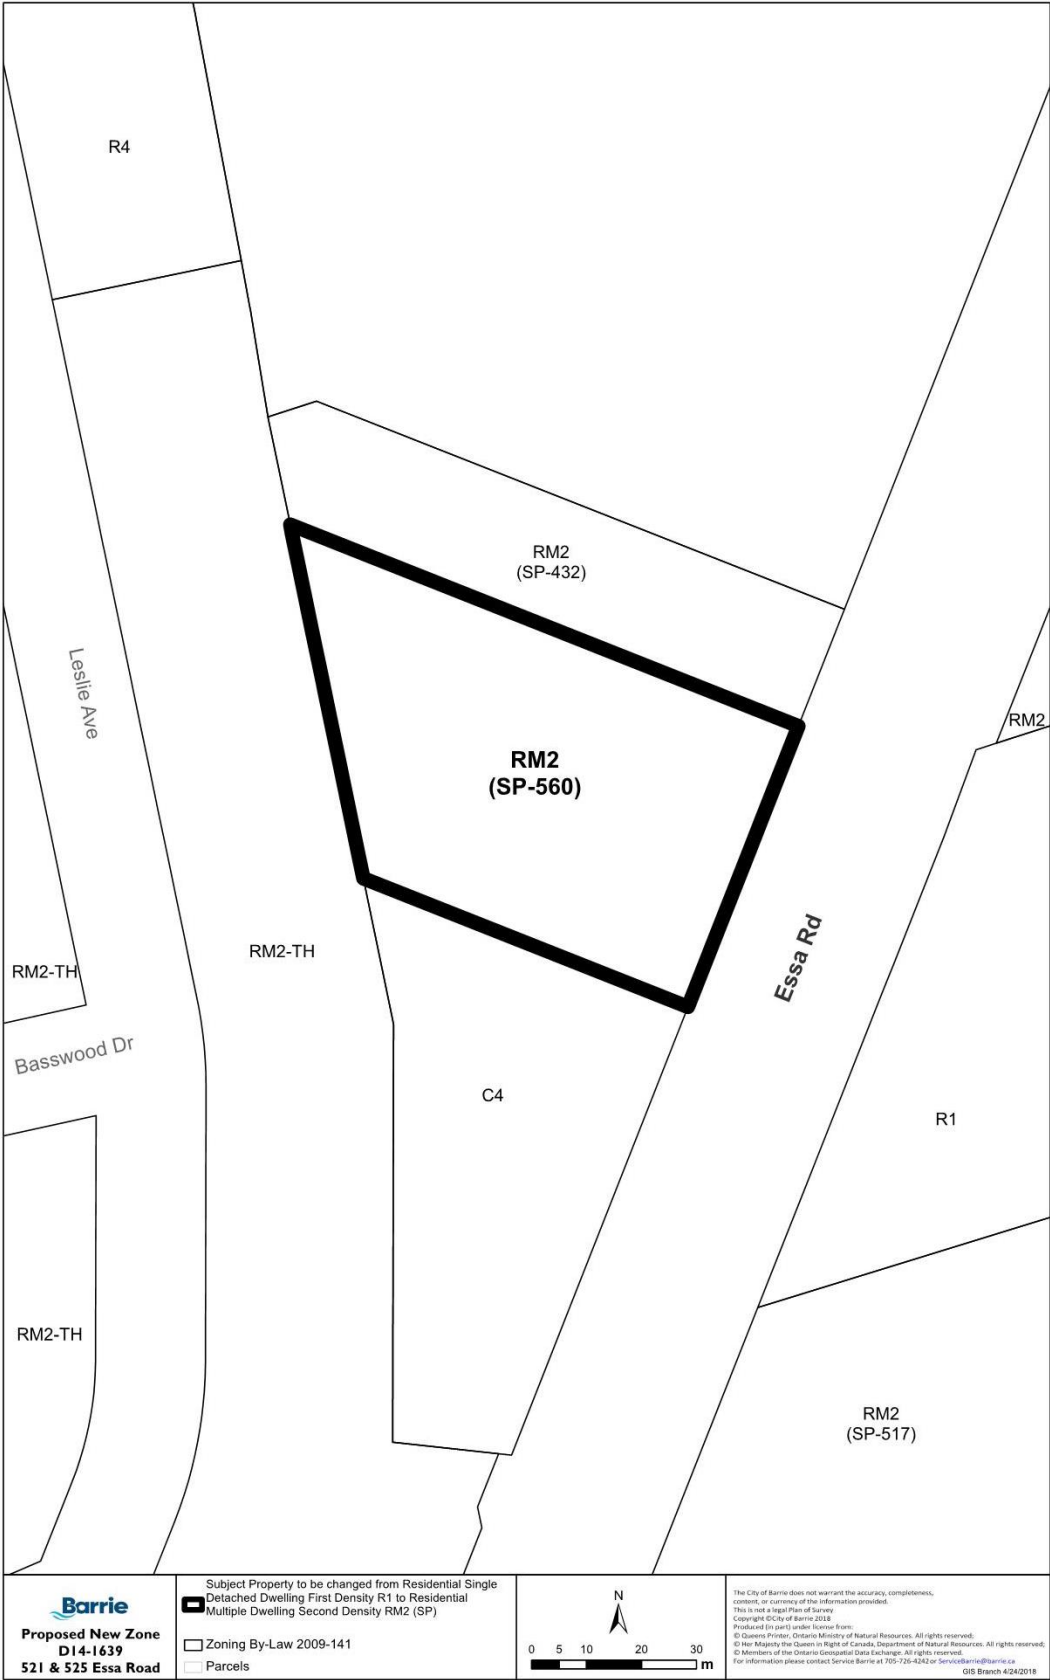 R4
RM2
(SP-432)
Leslie Ave
RM2
RM2
(SP-560)
Essa Rd
RM2-TH
RM2-TH
Basswood Dr
C4
R1
RM2-TH
RM2
(SP-517)
Barrie
Proposed New Zone
D14-1639
521 & 525 Essa Road
Subject Property to be changed from Residential Single
Detached Dwelling First Density R1 to Residential
Multiple Dwelling Second Density RM2 (SP)
Zoning By-Law 2009-141
Parcels
N
0 5 10 20 30
m
The City of Barrie does not warrant the accuracy, completeness,
content, or currency of the information provided.
This is not a legal Plan of Survey
Copyright ©City of Barrie 2018
Produced (in part) under license from:
© Queens Printer, Ontario Ministry of Natural Resources. All rights reserved;
© Her Majesty the Queen in Right of Canada, Department of Natural Resources. All rights reserved;
© Members of the Ontario Geospatial Data Exchange. All rights reserved.
For information please contact Service Barrie at 705-726-4242 or ServiceBarrie@barrie.ca
GIS Branch 4/24/2018